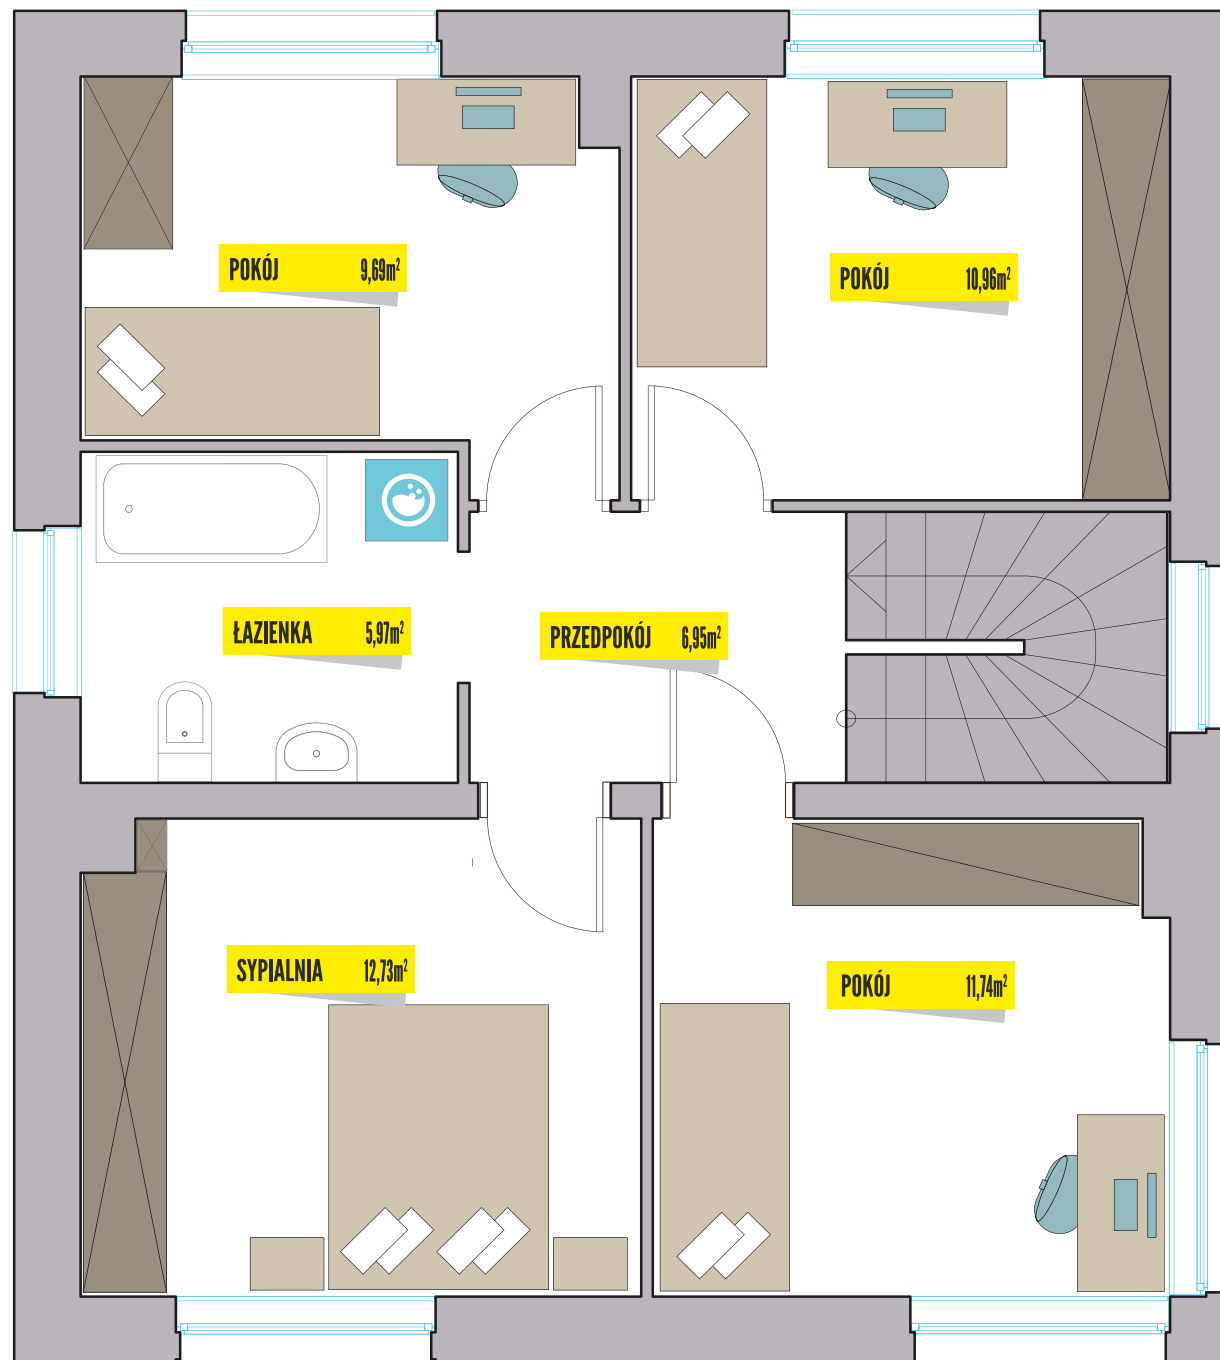 POKÓJ 9,69m²
POKÓJ 10,96m²
ŁAZIENKA 5,97m²
PRZEDPOKÓJ 6,95m²
SYPIALNIA 12,73m²
POKÓJ 11,74m²